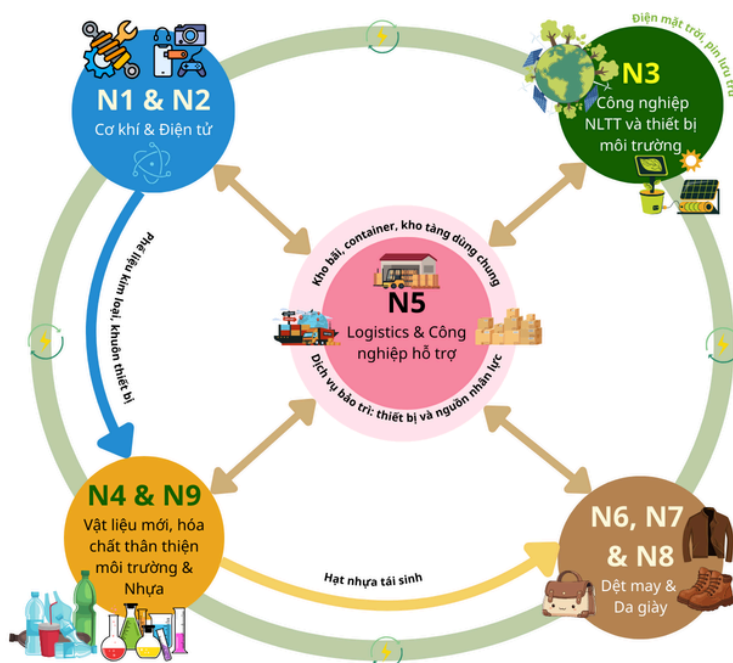 N1 & N2
Cơ khí & Điện tử
Điện mặt trời, pin lưu trữ
N3
Công nghiệp
NLTT và thiết bị
môi trường
Phế liệu kim loại, khuôn thiết bị
Kho bãi, container, kho tàng dùng chung
N5
Logistics & Công
nghiệp hỗ trợ
Dịch vụ bảo trì: thiết bị và nguồn nhân lực
N4 & N9
Vật liệu mới, hóa
chất thân thiện
môi trường &
Nhựa
Hạt nhựa tái sinh
N6, N7
& N8
Dệt may &
Da giày